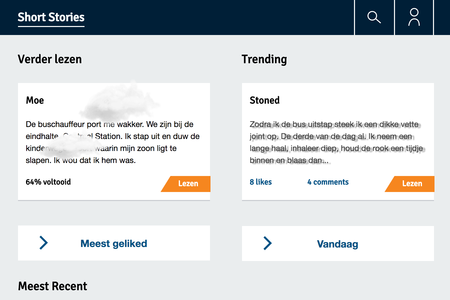 Short Stories
Verder lezen
Trending
Moe
De buschauffeur port me wakker. We zijn bij de
eindhalte, Station. Ik stap uit en duw de
waarin mijn zoon ligt te
slapen. Ik wou dat ik hem was.
64% voltooid
Lezen
Stoned
Zodra ik de bus uitstap steek ik een dikke vette
joint op. De derde van de dag al. Ik neem een
lange haal, inhaleer diep, houd de rook een tijdje
binnen en blaas dan...
8 likes
4 comments
Lezen
Meest geliked
Vandaag
Meest Recent